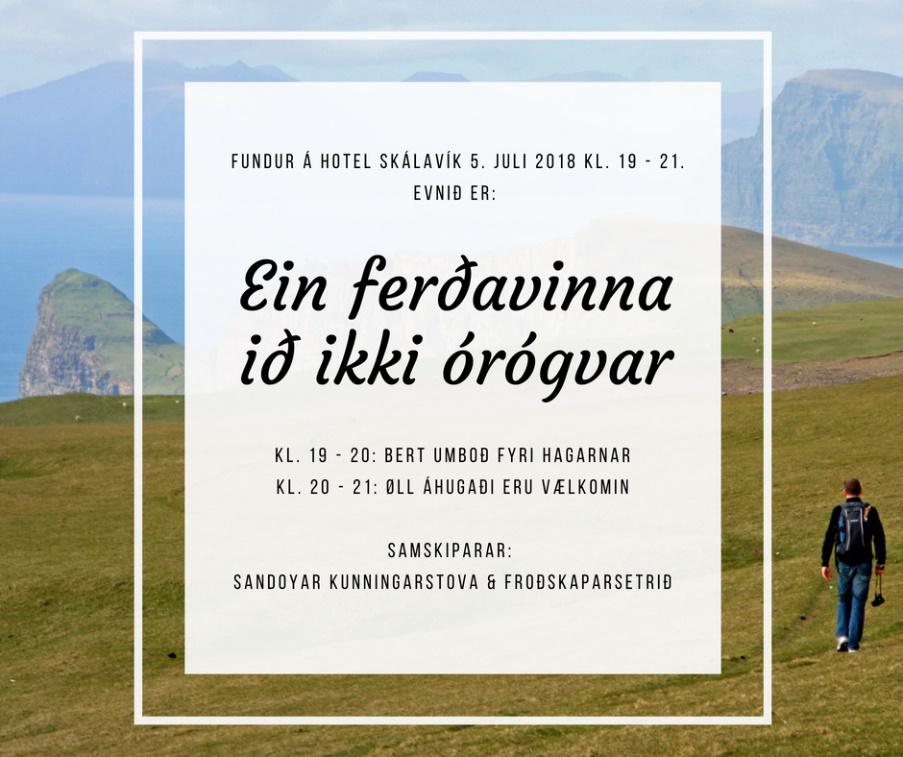 FUNDUR Á HOTEL SKÁLAVÍK 5. JULI 2018 KL. 19 - 21.
EVNIÐ ER:
Ein ferðavinna
ið ikki órógvar
KL. 19 - 20: BERT UMBOÐ FYRI HAGARNAR
KL. 20 - 21: ØLL ÁHUGAÐI ERU VÆLKOMIN
SAMSKIPARAR:
SANDOYAR KUNNINGARSTOVA & FROÐSKAPARSETRIÐ